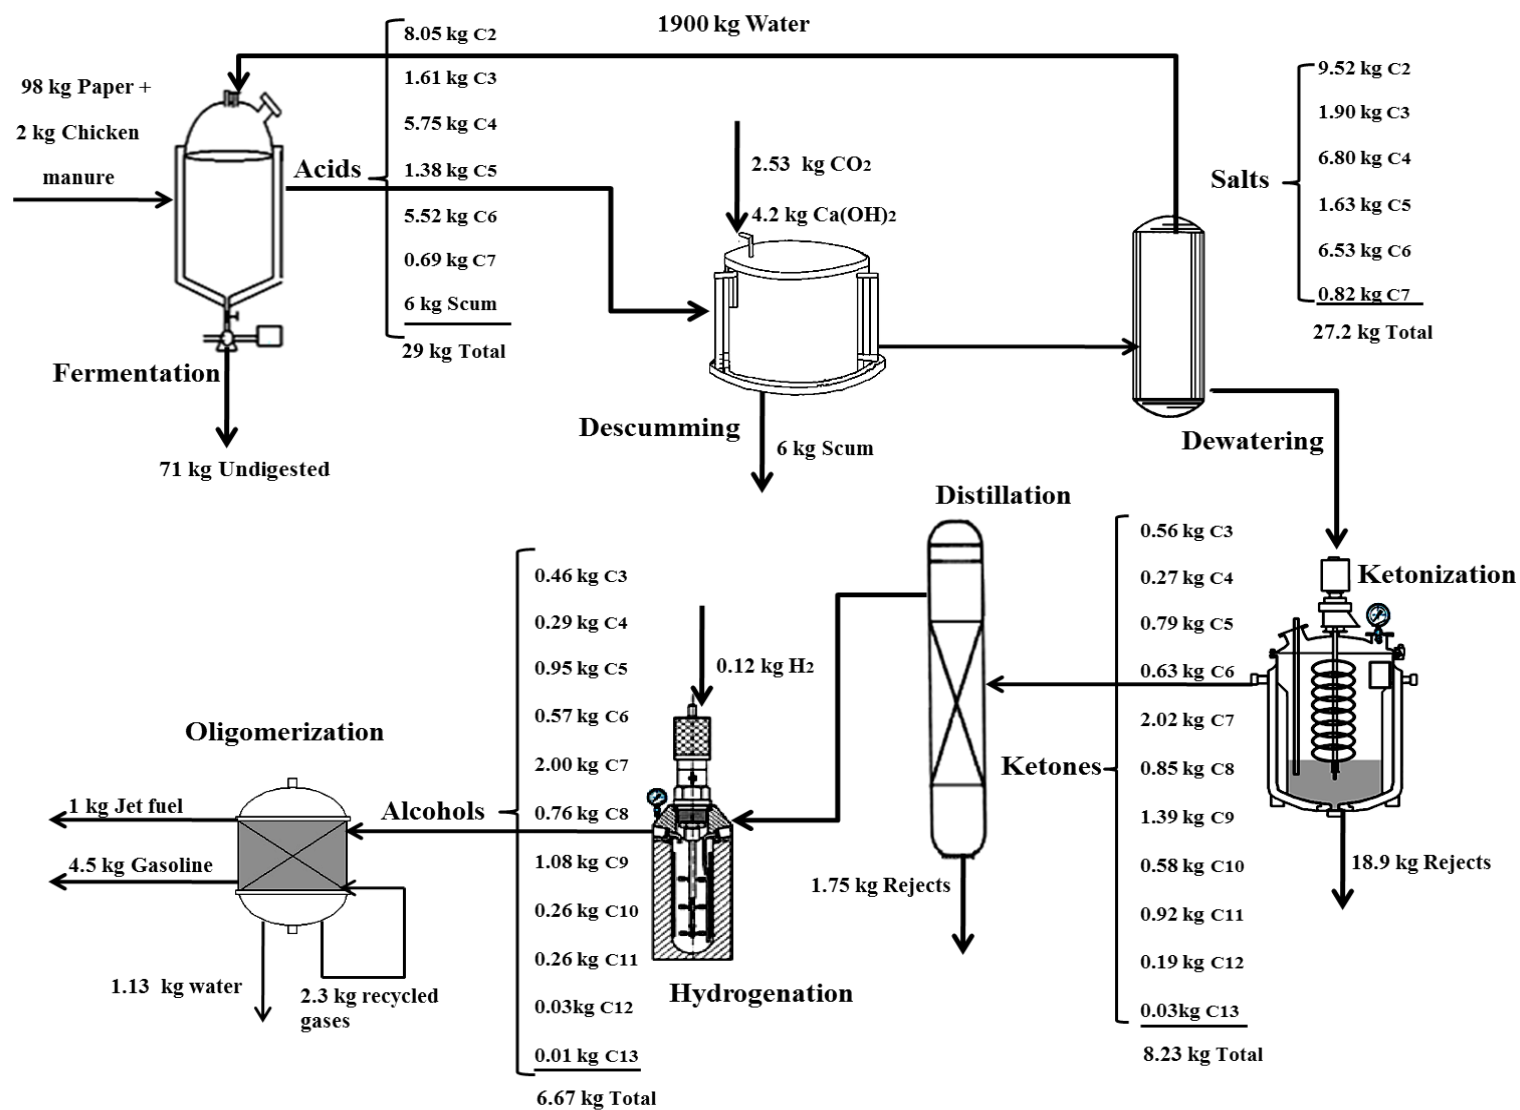 1900 kg Water
98 kg Paper +
2 kg Chicken
manure
Acids
8.05 kg C2
1.61 kg C3
5.75 kg C4
1.38 kg C5
5.52 kg C6
0.69 kg C7
6 kg Scum
29 kg Total
Fermentation
71 kg Undigested
2.53 kg CO2
4.2 kg Ca(OH)2
Descumming
6 kg Scum
Salts
9.52 kg C2
1.90 kg C3
6.80 kg C4
1.63 kg C5
6.53 kg C6
0.82 kg C7
27.2 kg Total
Dewatering
Ketonization
18.9 kg Rejects
Ketones
0.56 kg C3
0.27 kg C4
0.79 kg C5
0.63 kg C6
2.02 kg C7
0.85 kg C8
1.39 kg C9
0.58 kg C10
0.92 kg C11
0.19 kg C12
0.03kg C13
8.23 kg Total
Distillation
1.75 kg Rejects
0.12 kg H2
Hydrogenation
Alcohols
0.46 kg C3
0.29 kg C4
0.95 kg C5
0.57 kg C6
2.00 kg C7
0.76 kg C8
1.08 kg C9
0.26 kg C10
0.26 kg C11
0.03kg C12
0.01 kg C13
6.67 kg Total
Oligomerization
1 kg Jet fuel
4.5 kg Gasoline
1.13 kg water
2.3 kg recycled
gases